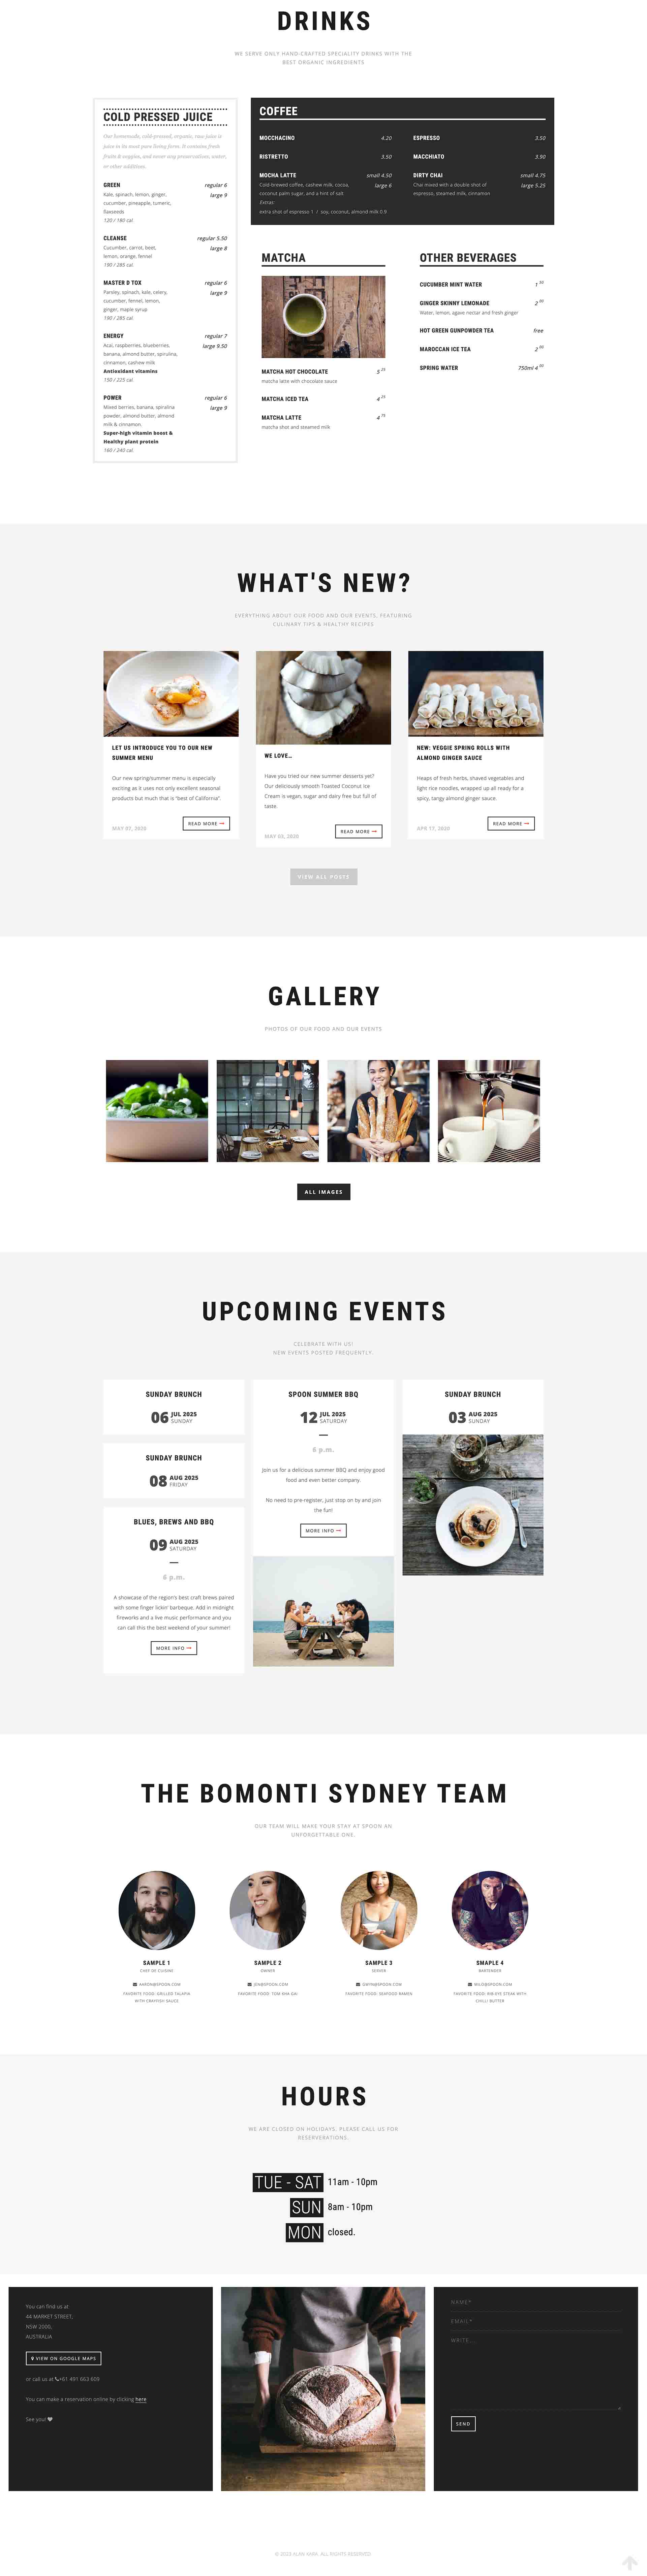 DRINKS
WE SERVE ONLY HAND-CRAFTED SPECIALITY DRINKS WITH THE
BEST ORGANIC INGREDIENTS
COLD PRESSED JUICE
Our homemade, cold-pressed, organic, raw juice is
juice in its most pure living form. It contains fresh
fruits & veggies, and never any preservatives, water,
or other additives.
GREEN regular 6
Kale, spinach, lemon, ginger, large 9
cucumber, pineapple, tumeric,
flaxseeds
120 / 180 cal.
CLEANSE regular 5.50
Cucumber, carrot, beet, large 8
lemon, orange, fennel
190 / 285 cal.
MASTER D TOX regular 6
Parsley, spinach, kale, celery, large 9
cucumber, fennel, lemon,
ginger, maple syrup
190 / 285 cal.
ENERGY regular 7
Acai, raspberries, blueberries, large 9.50
banana, almond butter, spirulina,
cinnamon, cashew milk
Antioxidant vitamins
150 / 225 cal.
POWER regular 6
Mixed berries, banana, spiralina large 9
powder, almond butter, almond
milk & cinnamon.
Super-high vitamin boost &
Healthy plant protein
160 / 240 cal.
COFFEE
MOCCHACINO 4.20
RISTRETTO 3.50
MOCHA LATTE small 4.50
Cold-brewed coffee, cashew milk, cocoa, large 6
coconut palm sugar, and a hint of salt
Extras:
extra shot of espresso 1 / soy, coconut, almond milk 0.9
ESPRESSO 3.50
MACCHIATO 3.90
DIRTY CHAI small 4.75
Chai mixed with a double shot of large 5.25
espresso, steamed milk, cinnamon
MATCHA
MATCHA HOT CHOCOLATE 5 25
matcha latte with chocolate sauce
MATCHA ICED TEA 4 25
MATCHA LATTE 4 75
matcha shot and steamed milk
OTHER BEVERAGES
CUCUMBER MINT WATER 1 50
GINGER SKINNY LEMONADE 2 00
Water, lemon, agave nectar and fresh ginger
HOT GREEN GUNPOWDER TEA free
MAROCCAN ICE TEA 2 00
SPRING WATER 750ml 4 00
WHAT'S NEW?
EVERYTHING ABOUT OUR FOOD AND OUR EVENTS, FEATURING
CULINARY TIPS & HEALTHY RECIPES
LET US INTRODUCE YOU TO OUR NEW
SUMMER MENU
Our new spring/summer menu is especially
exciting as it uses not only excellent seasonal
products but much that is "best of California".
MAY 07, 2020
READ MORE
WE LOVE...
Have you tried our new summer desserts yet?
Our deliciously smooth Toasted Coconut Ice
Cream is vegan, sugar and dairy free but full of
taste.
MAY 03, 2020
READ MORE
NEW: VEGGIE SPRING ROLLS WITH
ALMOND GINGER SAUCE
Heaps of fresh herbs, shaved vegetables and
light rice noodles, wrapped up all ready for a
spicy, tangy almond ginger sauce.
APR 17, 2020
READ MORE
VIEW ALL POSTS
GALLERY
PHOTOS OF OUR FOOD AND OUR EVENTS
ALL IMAGES
UPCOMING EVENTS
CELEBRATE WITH US!
NEW EVENTS POSTED FREQUENTLY.
SUNDAY BRUNCH
06 JUL 2025
SUNDAY
SUNDAY BRUNCH
08 AUG 2025
FRIDAY
BLUES, BREWS AND BBQ
09 AUG 2025
SATURDAY
6 p.m.
A showcase of the region's best craft brews paired
with some finger lickin' barbeque. Add in midnight
fireworks and a live music performance and you
can call this the best weekend of your summer!
MORE INFO
SPOON SUMMER BBQ
12 JUL 2025
SATURDAY
6 p.m.
Join us for a delicious summer BBQ and enjoy good
food and even better company.
No need to pre-register, just stop on by and join
the fun!
MORE INFO
SUNDAY BRUNCH
03 AUG 2025
SUNDAY
THE BOMONTI SYDNEY TEAM
OUR TEAM WILL MAKE YOUR STAY AT SPOON AN
UNFORGETTABLE ONE.
SAMPLE 1
CHEF DE CUISINE
AARON@SPOON.COM
FAVORITE FOOD: GRILLED TALAPIA
WITH CRAYFISH SAUCE
SAMPLE 2
OWNER
JEN@SPOON.COM
FAVORITE FOOD: TOM KHA GAI
SAMPLE 3
SERVER
@SPOON.COM
FAVORITE FOOD: SEAFOOD RAMEN
SMAPLE 4
BARTENDER
WILD@SPOON.COM
FAVORITE FOOD: RIB-EYE STEAK WITH
CHILLI BUTTER
HOURS
WE ARE CLOSED ON HOLIDAYS. PLEASE CALL US FOR
RESERVERATIONS.
TUE - SAT 11am - 10pm
SUN 8am - 10pm
MON closed.
You can find us at
44 MARKET STREET,
NSW 2000,
AUSTRALIA
VIEW ON GOOGLE MAPS
or call us at +61 491 663 609
You can make a reservation online by clicking here
See you!
NAME*
EMAIL*
WRITE...
SEND
ALL RIGHTS RESERVED.